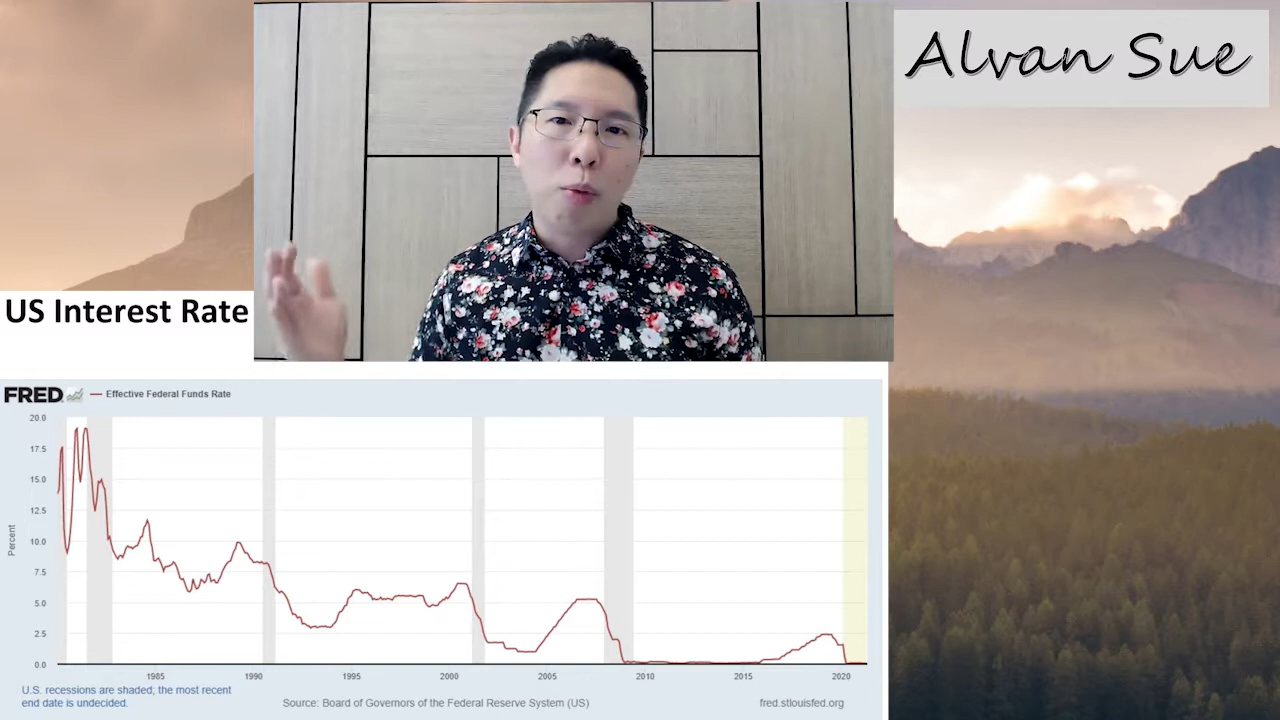 Alvan Sue
US Interest Rate
FRED
Effective Federal Funds Rate
Percent
20.0
17.5
15.0
12.5
10.0
7.5
5.0
2.5
0.0
1985 1990 1995 2000 2005 2010 2015 2020
U.S. recessions are shaded; the most recent
end date is undecided.
Source: Board of Governors of the Federal Reserve System (US)
fred.stlouisfed.org